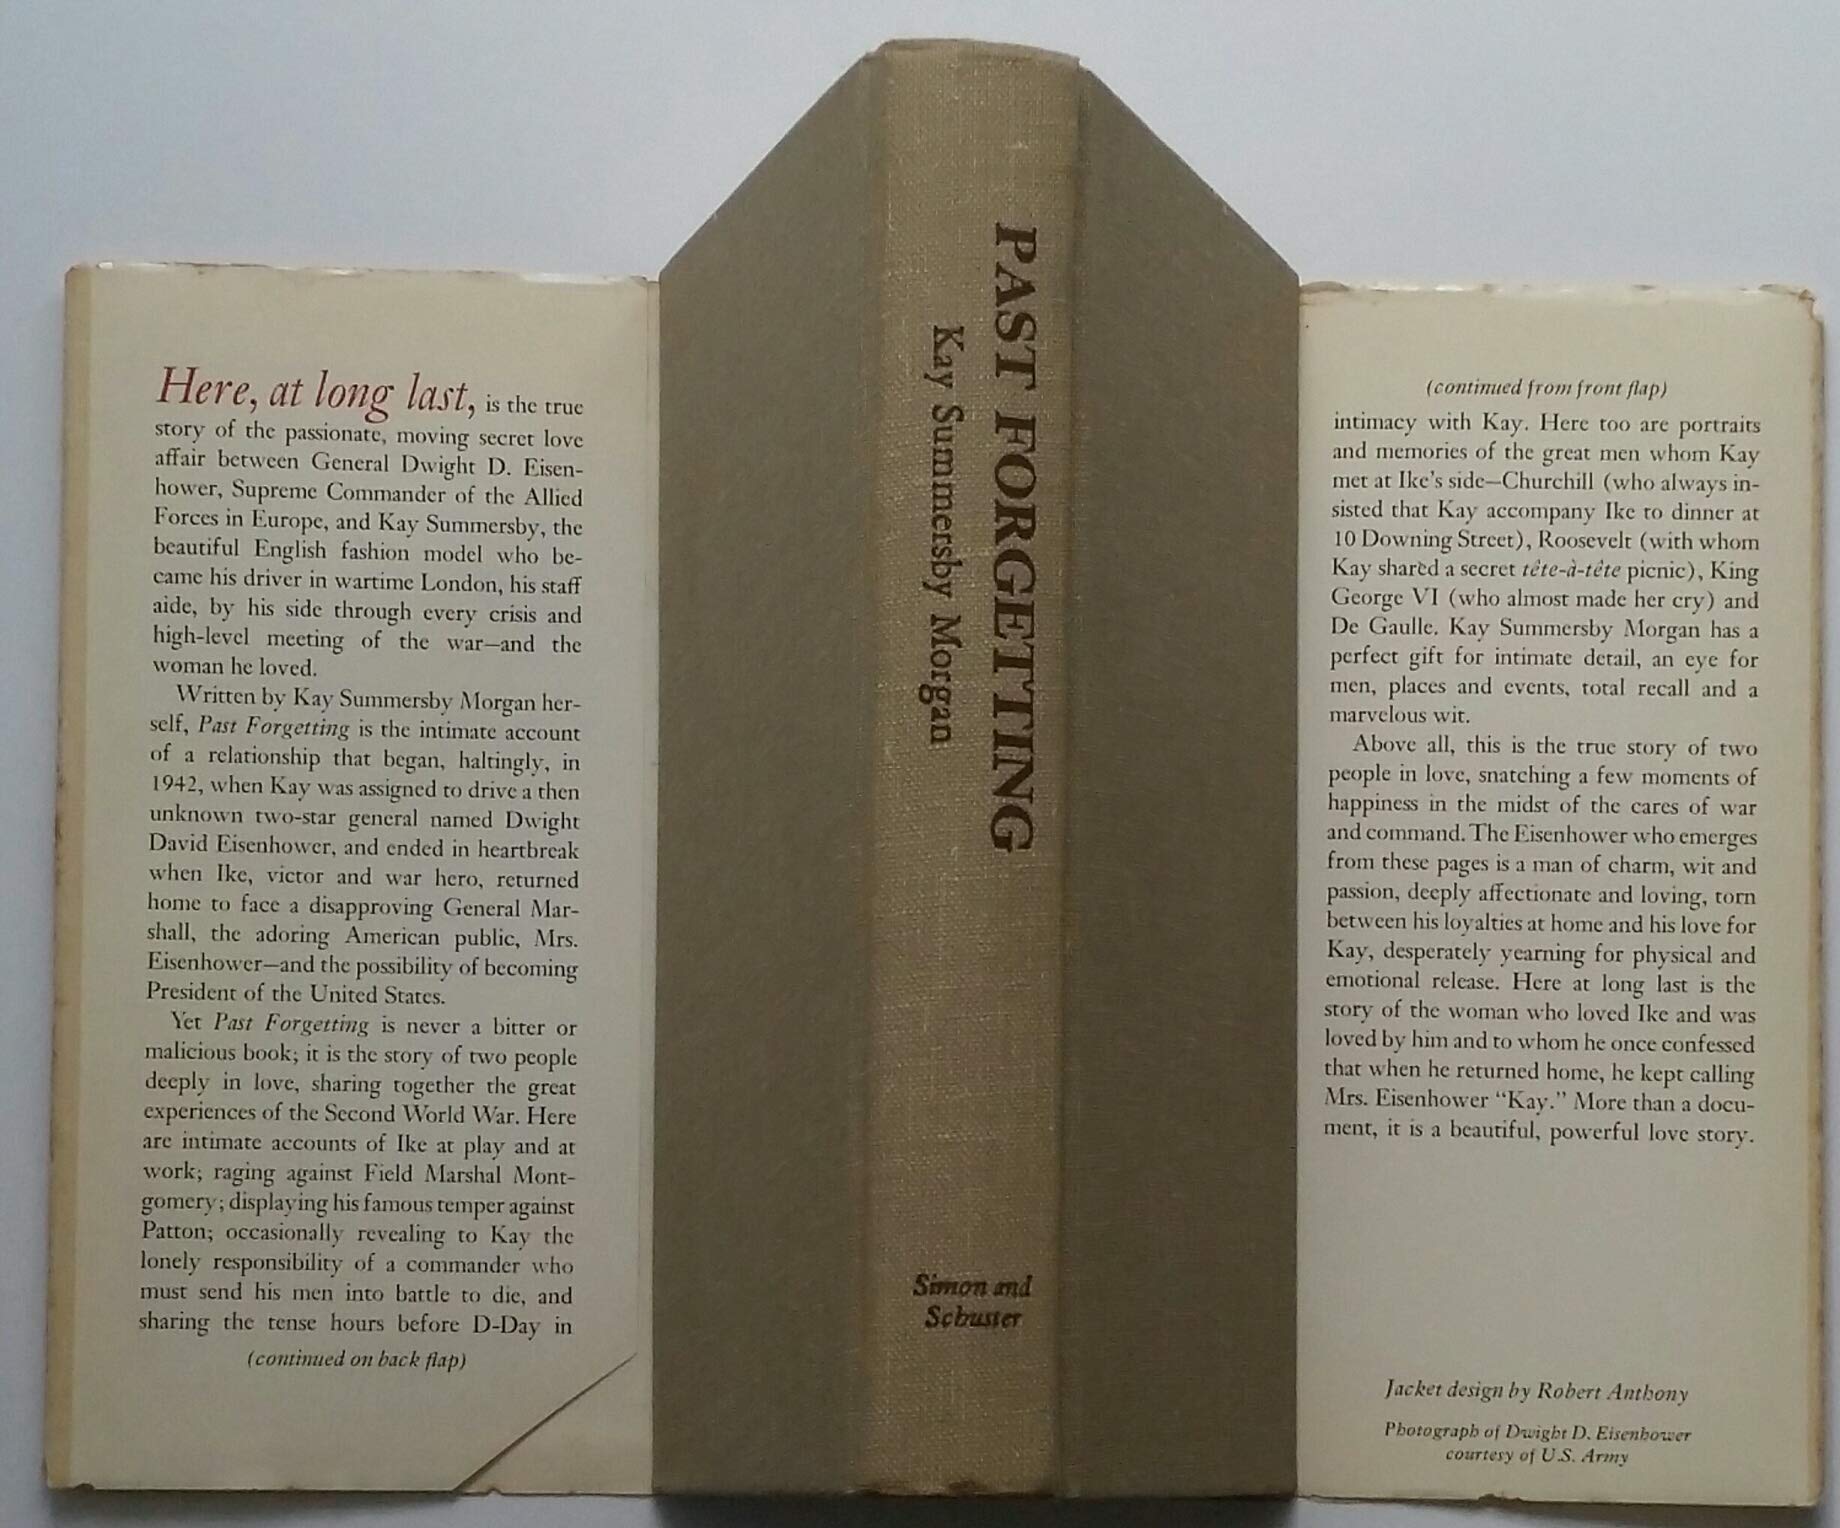 Here, at long last, is the true
story of the passionate, moving secret love
affair between General Dwight D. Eisen-
hower, Supreme Commander of the Allied
Forces in Europe, and Kay Summersby, the
beautiful English fashion model who be-
came his driver in wartime London, his staff
aide, by his side through every crisis and
high-level meeting of the war—and the
woman he loved.
Written by Kay Summersby Morgan her-
self, Past Forgetting is the intimate account
of a relationship that began, haltingly, in
1942, when Kay was assigned to drive a then
unknown two-star general named Dwight
David Eisenhower, and ended in heartbreak
when Ike, victor and war hero, returned
home to face a disapproving General Mar-
shall, the adoring American public, Mrs.
Eisenhower—and the possibility of becoming
President of the United States.
Yet Past Forgetting is never a bitter or
malicious book; it is the story of two people
deeply in love, sharing together the great
experiences of the Second World War. Here
are intimate accounts of Ike at play and at
work; raging against Field Marshal Mont-
gomery; displaying his famous temper against
Patton; occasionally revealing to Kay the
lonely responsibility of a commander who
must send his men into battle to die, and
sharing the tense hours before D-Day in
(continued on back flap)
PAST FORGETTING
Kay Summersby Morgan
Simon and
Schuster
(continued from front flap)
intimacy with Kay. Here too are portraits
and memories of the great men whom Kay
met at Ike's side—Churchill (who always in-
sisted that Kay accompany Ike to dinner at
10 Downing Street), Roosevelt (with whom
Kay shared a secret tête-à-tête picnic), King
George VI (who almost made her cry) and
De Gaulle. Kay Summersby Morgan has a
perfect gift for intimate detail, an eye for
men, places and events, total recall and a
marvelous wit.
Above all, this is the true story of two
people in love, snatching a few moments of
happiness in the midst of the cares of war
and command. The Eisenhower who emerges
from these pages is a man of charm, wit and
passion, deeply affectionate and loving, torn
between his loyalties at home and his love for
Kay, desperately yearning for physical and
emotional release. Here at long last is the
story of the woman who loved Ike and was
loved by him and to whom he once confessed
that when he returned home, he kept calling
Mrs. Eisenhower “Kay.” More than a docu-
ment, it is a beautiful, powerful love story.
Jacket design by Robert Anthony
Photograph of Dwight D. Eisenhower
courtesy of U.S. Army